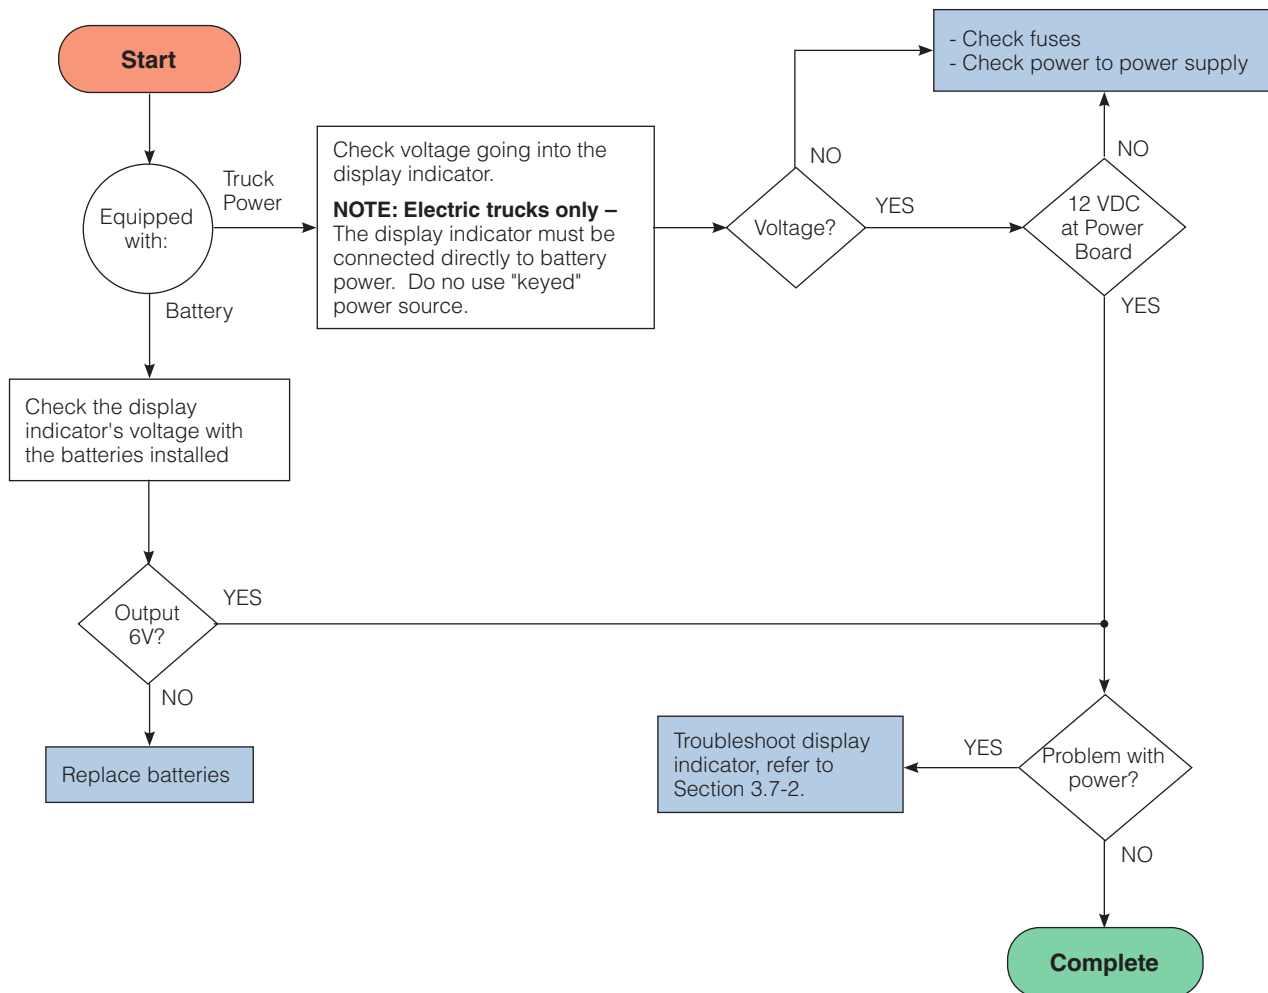 Start
- Check fuses
- Check power to power supply
Equipped
with:
Truck
Power
Check voltage going into the
display indicator.
NOTE: Electric trucks only –
The display indicator must be
connected directly to battery
power.  Do no use "keyed"
power source.
Voltage?
NO
YES
12 VDC
at Power
Board
NO
YES
Battery
Check the display
indicator's voltage with
the batteries installed
Output
6V?
YES
NO
Replace batteries
Problem with
power?
YES
Troubleshoot display
indicator, refer to
Section 3.7-2.
NO
Complete